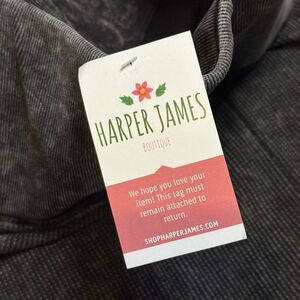 HARPER JAMES
BOUTIQUE
We hope you love your
item! This tag must
remain attached to
return.
SHOPHARPERJAMES.COM